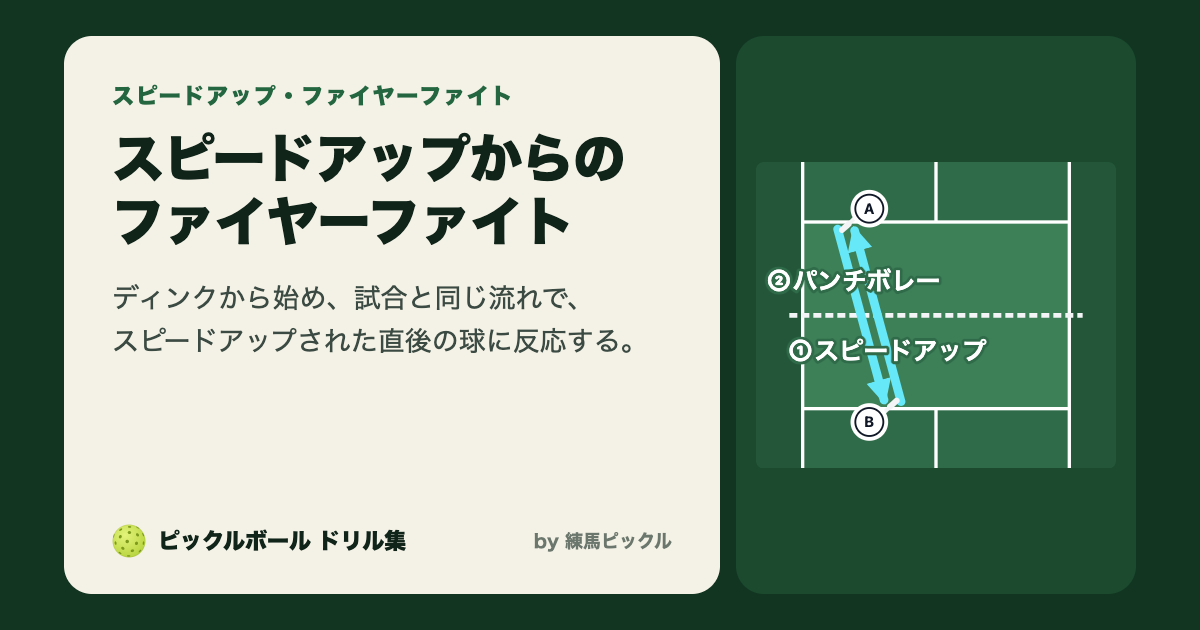 スピードアップ・ファイヤーファイト
スピードアップからの
ファイヤーファイト
ディンクから始め、試合と同じ流れで、
スピードアップされた直後の球に反応する。
ピックルボール ドリル集
by 練馬ピックル
A
②パンチボレー
①スピードアップ
B